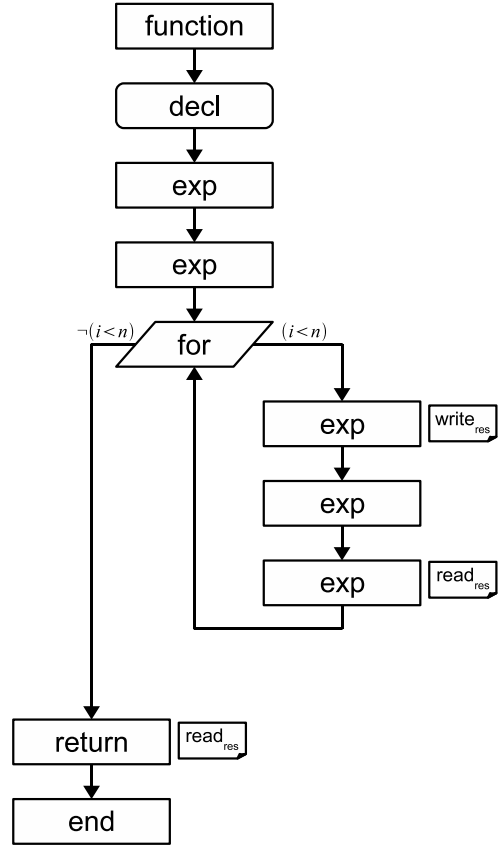 function
decl
exp
exp
¬(i<n)
for
(i<n)
exp
write_res
exp
exp
read_res
return
read_res
end